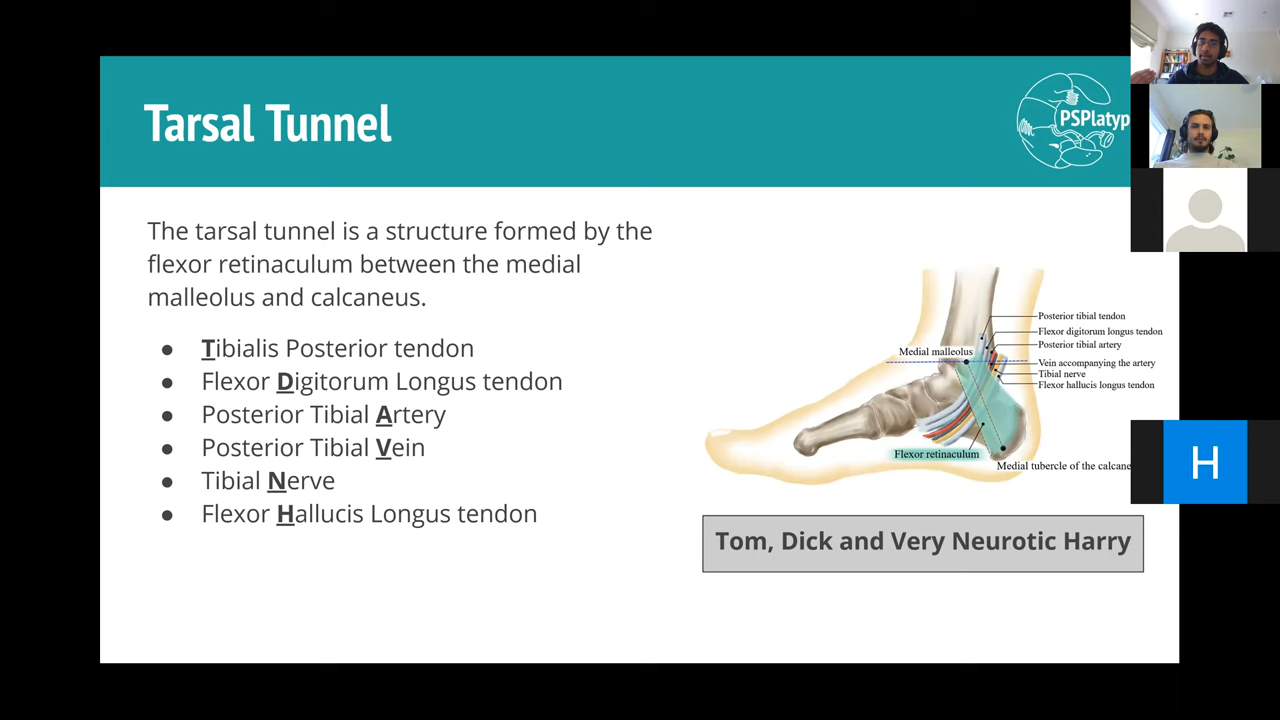 Tarsal Tunnel
PSPlatyp
The tarsal tunnel is a structure formed by the
flexor retinaculum between the medial
malleolus and calcaneus.
● Tibialis Posterior tendon
● Flexor Digitorum Longus tendon
● Posterior Tibial Artery
● Posterior Tibial Vein
● Tibial Nerve
● Flexor Hallucis Longus tendon
Posterior tibial tendon
Flexor digitorum longus tendon
Posterior tibial artery
Medial malleolus
Vein accompanying the artery
Tibial nerve
Flexor hallucis longus tendon
Flexor retinaculum
Medial tubercle of the calcane
Tom, Dick and Very Neurotic Harry
H